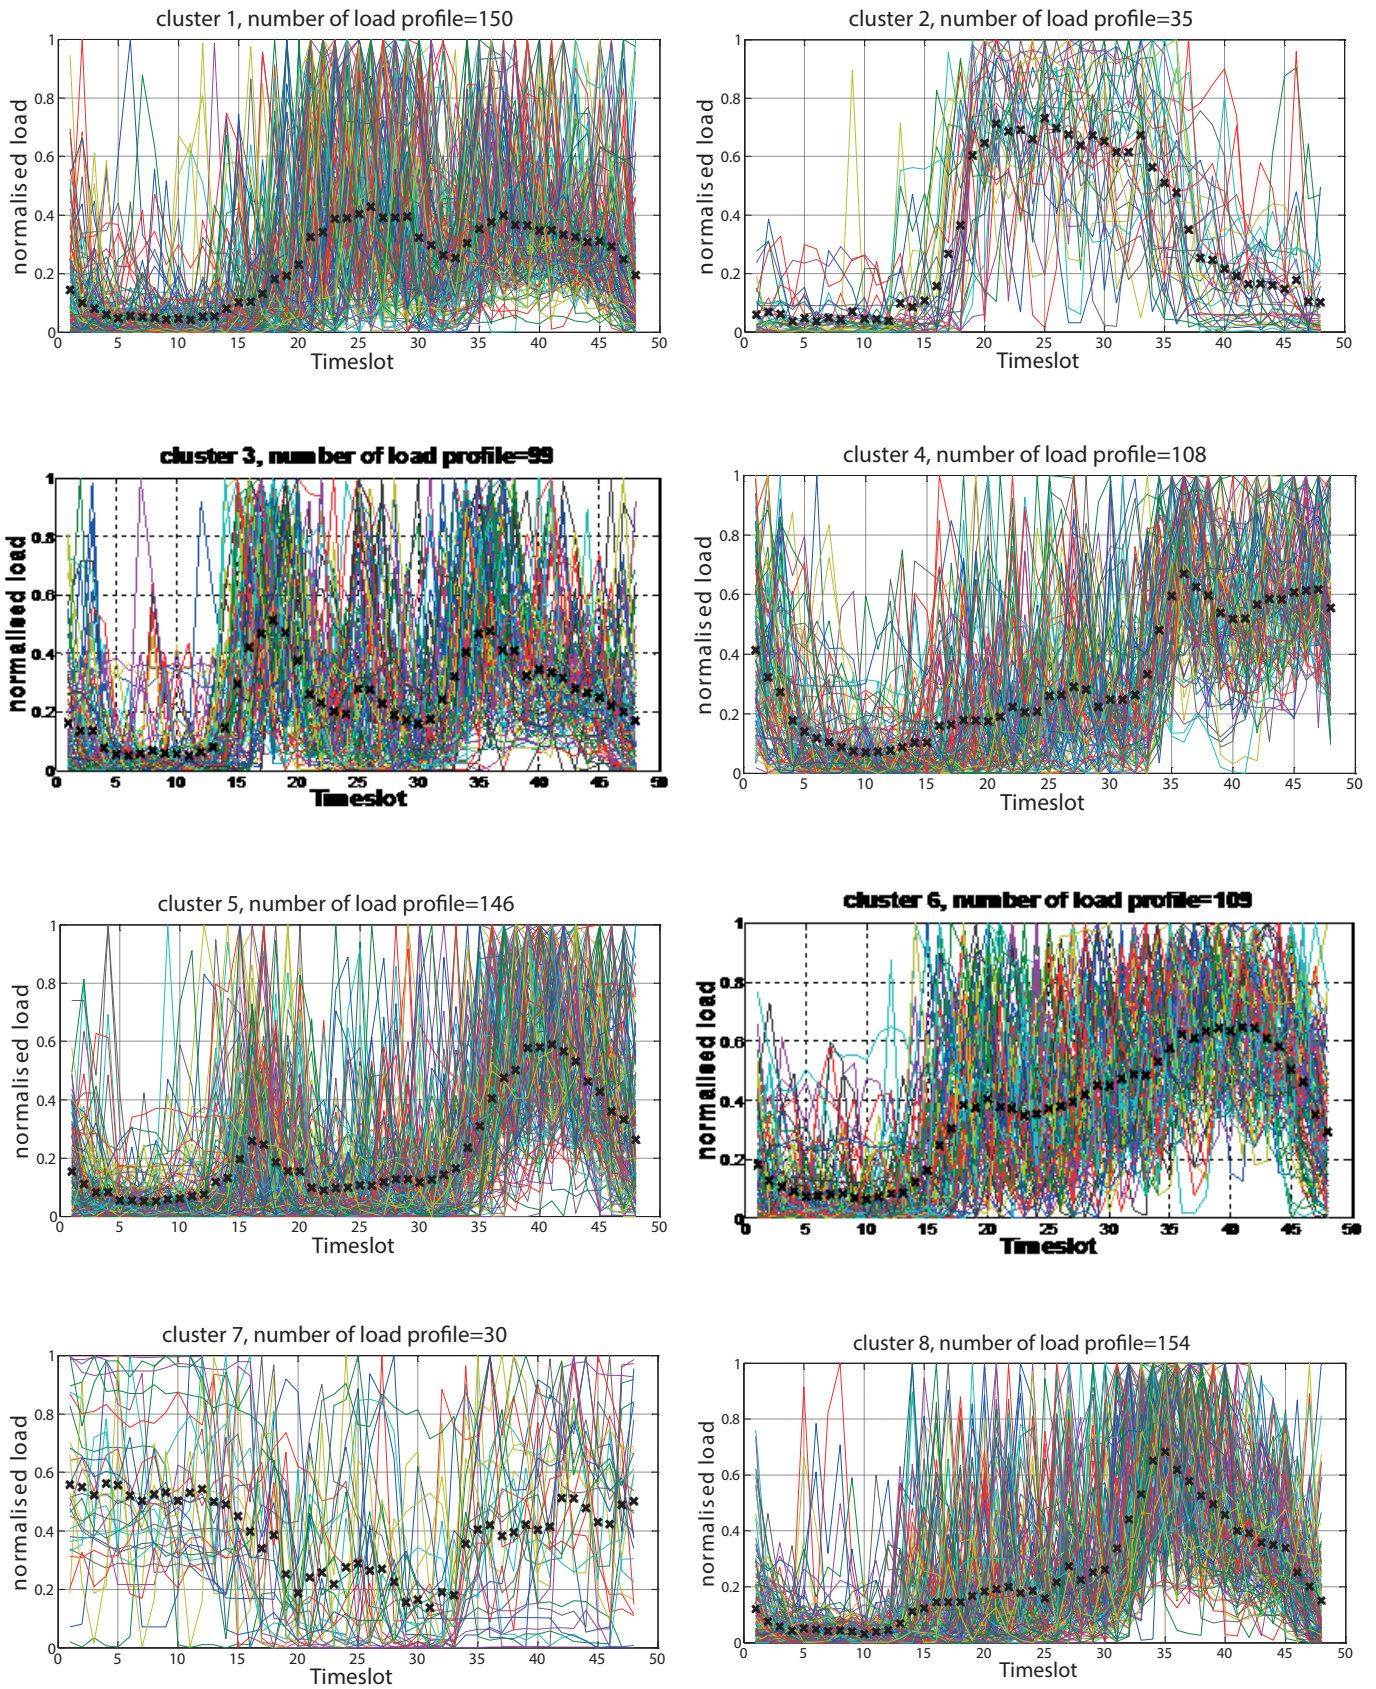 cluster 1, number of load profile=150
normalised load
1
0.8
0.6
0.4
0.2
0
0 5 10 15 20 25 30 35 40 45 50
Timeslot
cluster 2, number of load profile=35
normalised load
1
0.8
0.6
0.4
0.2
0
0 5 10 15 20 25 30 35 40 45 50
Timeslot
cluster 3, number of load profile=99
normalised load
1
0.8
0.6
0.4
0.2
0
0 5 10 15 20 25 30 35 40 45 50
Timeslot
cluster 4, number of load profile=108
normalised load
1
0.8
0.6
0.4
0.2
0
0 5 10 15 20 25 30 35 40 45 50
Timeslot
cluster 5, number of load profile=146
normalised load
1
0.8
0.6
0.4
0.2
0
0 5 10 15 20 25 30 35 40 45 50
Timeslot
cluster 6, number of load profile=109
normalised load
1
0.8
0.6
0.4
0.2
0
0 5 10 15 20 25 30 35 40 45 50
Timeslot
cluster 7, number of load profile=30
normalised load
1
0.8
0.6
0.4
0.2
0
0 5 10 15 20 25 30 35 40 45 50
Timeslot
cluster 8, number of load profile=154
normalised load
1
0.8
0.6
0.4
0.2
0
0 5 10 15 20 25 30 35 40 45 50
Timeslot